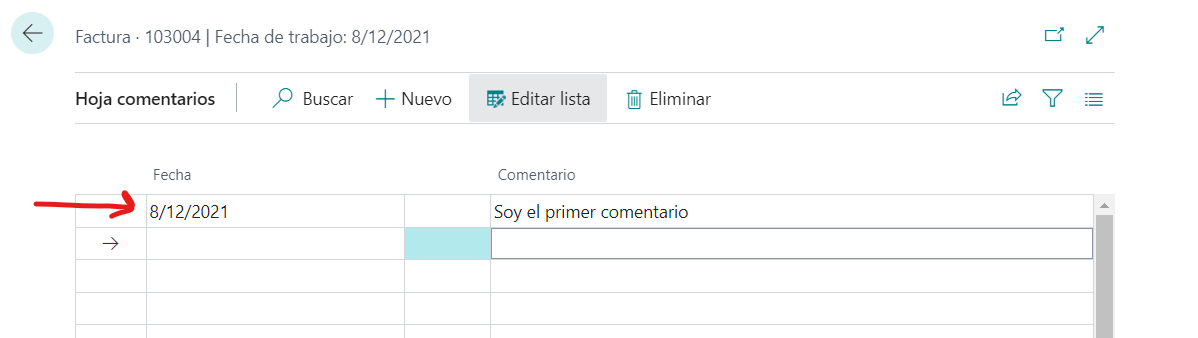 Factura · 103004 | Fecha de trabajo: 8/12/2021
Hoja comentarios Buscar Nuevo Editar lista Eliminar
Fecha Comentario
8/12/2021 Soy el primer comentario